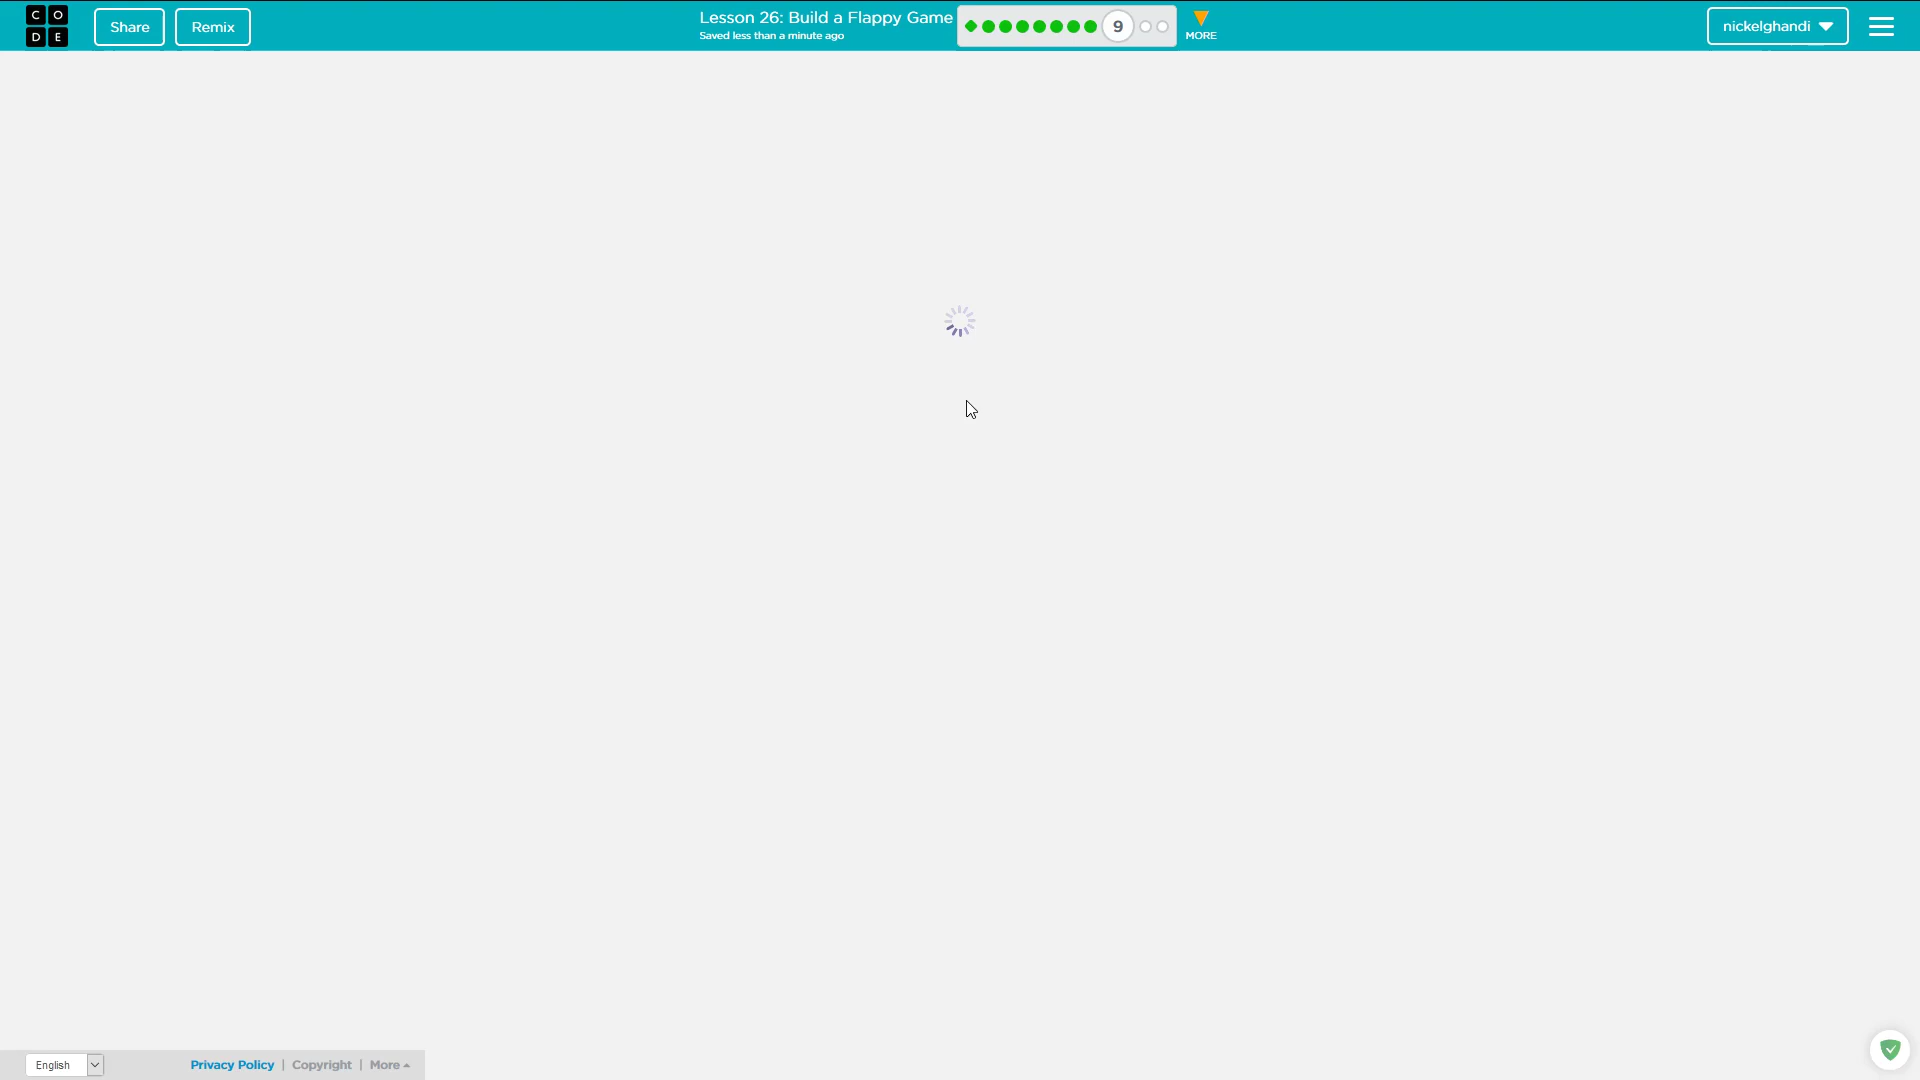 C O
D E
Share
Remix
Lesson 26: Build a Flappy Game
Saved less than a minute ago
9
MORE
nickelghandi
English
Privacy Policy | Copyright | More